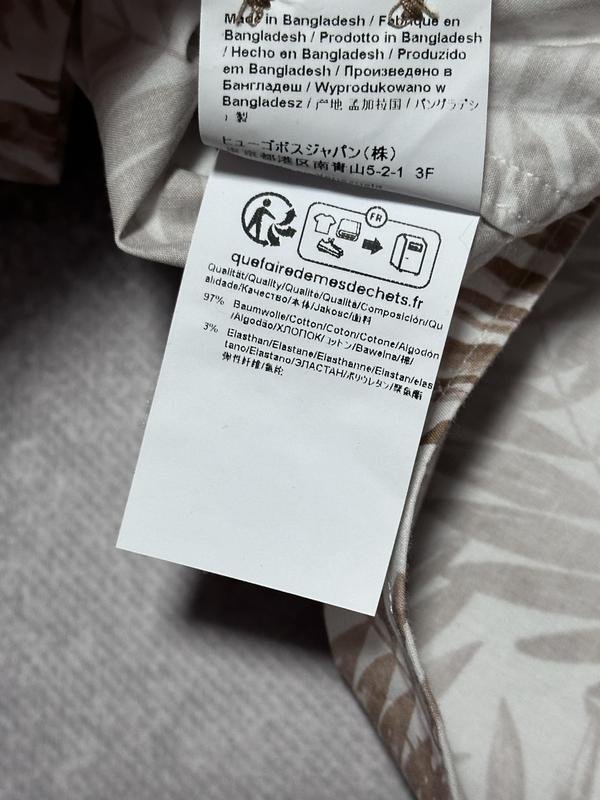 Made in Bangladesh / Fabriqué en
Bangladesh / Prodotto in Bangladesh
/ Hecho en Bangladesh / Produzido
em Bangladesh / Произведено в
Бангладеш / Wyprodukowano w
Bangladesz / 产地 孟加拉国 / バングラデシ
製
ヒューゴボスジャパン(株)
東京都港区南青山5-2-1 3F
FR
quefairedemesdechets.fr
Qualität/Quality/Qualité/Qualità/Composición/Qu
alidade/Качество/本体/Jakość/面料
97% Baumwolle/Cotton/Coton/Cotone/Algodón
/Algodão/ХЛОПОК/コットン/Bawełna/棉/
3% Elasthan/Elastane/Elasthanne/Elastan/elas
tano/Elastano/ЭЛАСТАН/ポリウレタン/聚氨酯
弹性纤维/氨纶